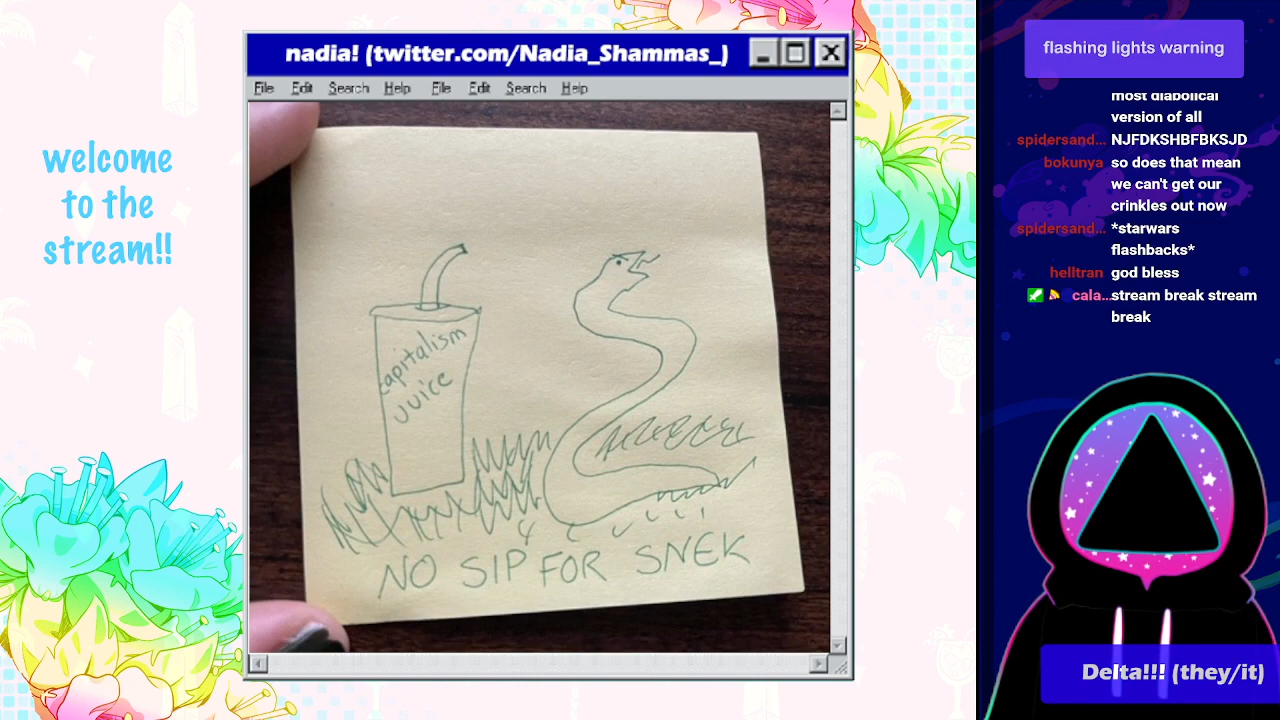 nadia! (twitter.com/Nadia_Shammas_)
File Edit Search Help File Edit Search Help
welcome
to the
stream!!
capitalism
juice
NO SIP FOR SNEK
flashing lights warning
most diabolical
version of all
spidersand... NJFDKSHBFBKSJD
bokunya so does that mean
we can't get our
crinkles out now
spidersand... *starwars
flashbacks*
helltran god bless
cala... stream break stream
break
Delta!!! (they/it)